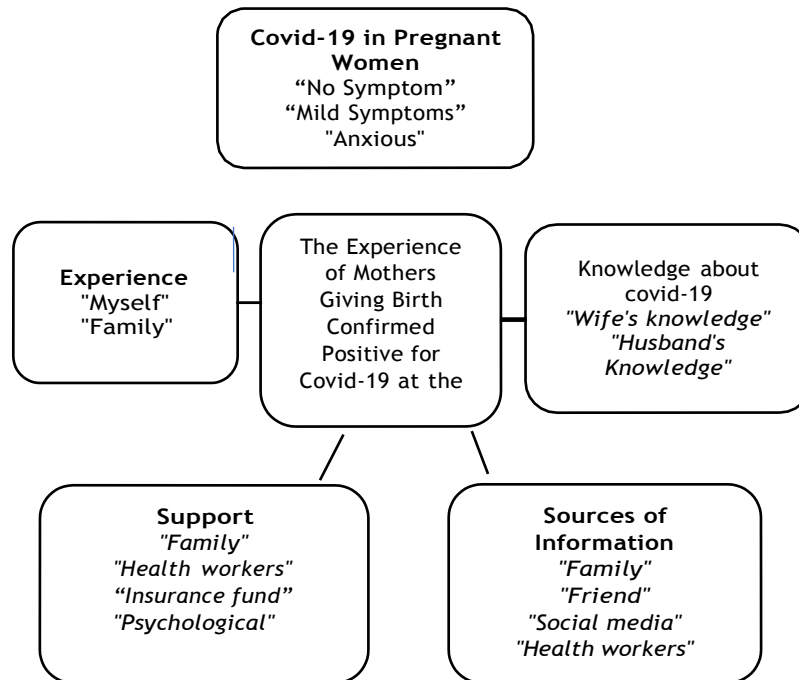 Covid-19 in Pregnant
Women
“No Symptom”
“Mild Symptoms”
"Anxious"
Experience
"Myself"
"Family"
The Experience
of Mothers
Giving Birth
Confirmed
Positive for
Covid-19 at the
Knowledge about
covid-19
"Wife's knowledge"
"Husband's
Knowledge"
Support
"Family"
"Health workers"
“Insurance fund”
"Psychological"
Sources of
Information
"Family"
"Friend"
"Social media"
"Health workers"